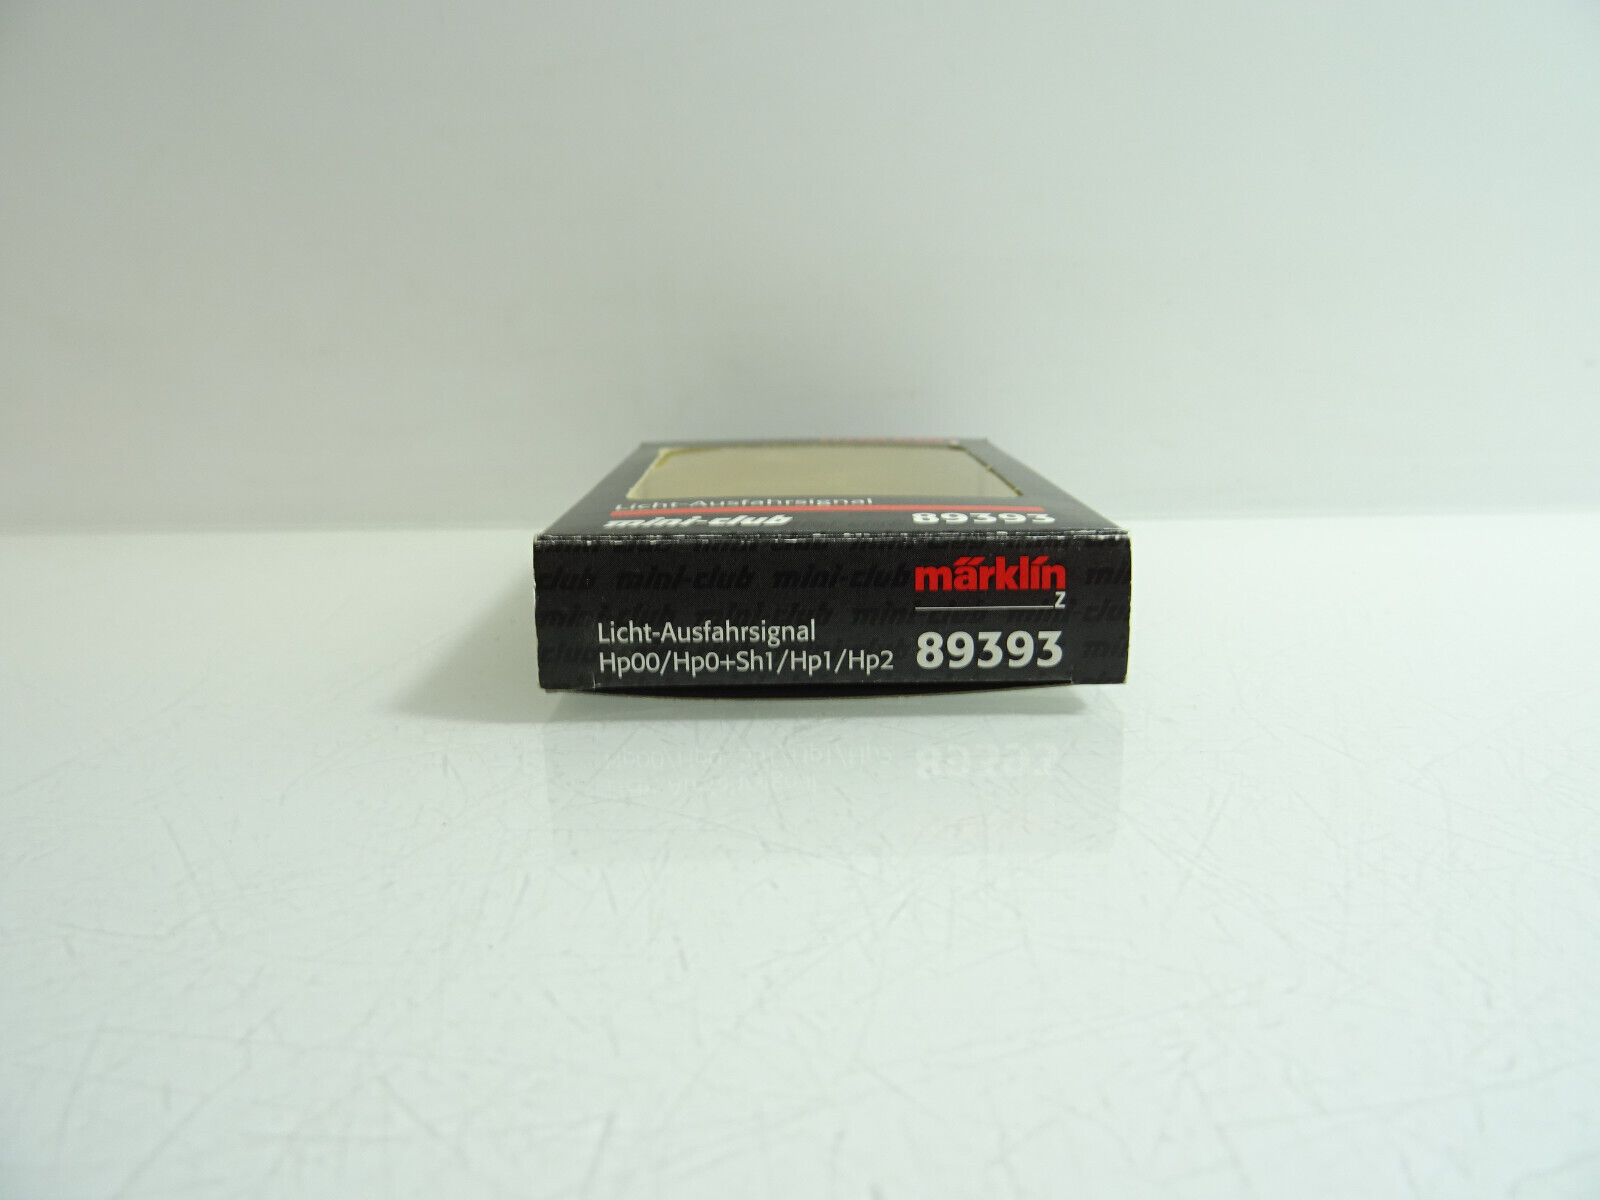 Licht-Ausfahrsignal
mini-club 89393
mini-club mini-club mini-club
märklin
Z
Licht-Ausfahrsignal
Hp00/Hp0+Sh1/Hp1/Hp2 89393